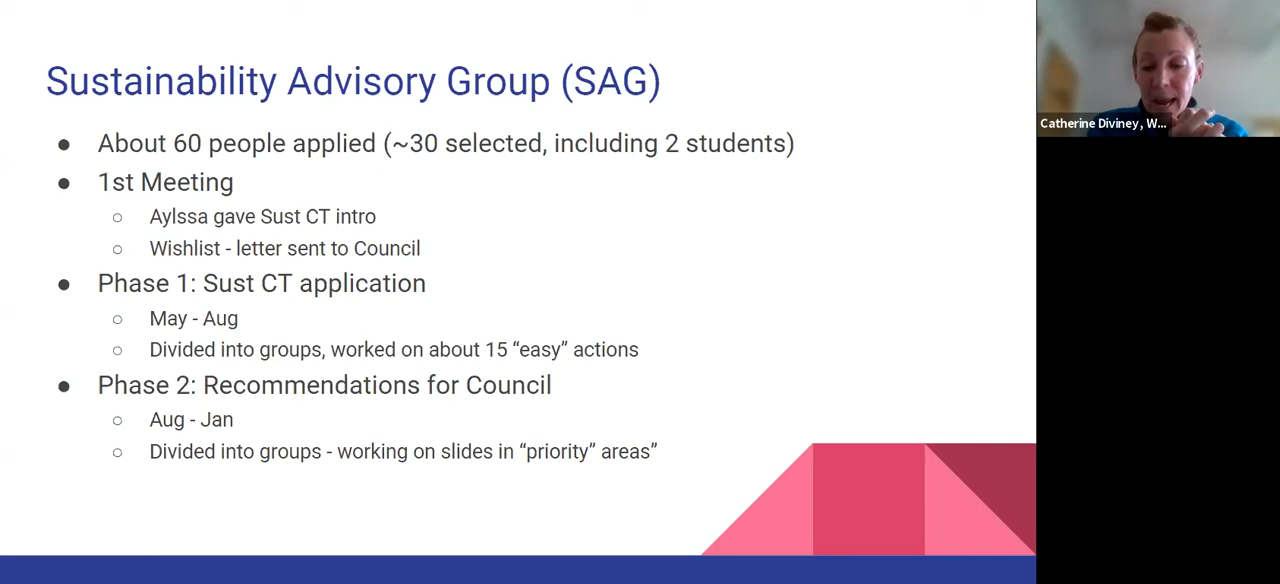 Sustainability Advisory Group (SAG)
● About 60 people applied (~30 selected, including 2 students)
● 1st Meeting
○ Aylssa gave Sust CT intro
○ Wishlist - letter sent to Council
● Phase 1: Sust CT application
○ May - Aug
○ Divided into groups, worked on about 15 “easy” actions
● Phase 2: Recommendations for Council
○ Aug - Jan
○ Divided into groups - working on slides in “priority” areas”
Catherine Diviney, W...